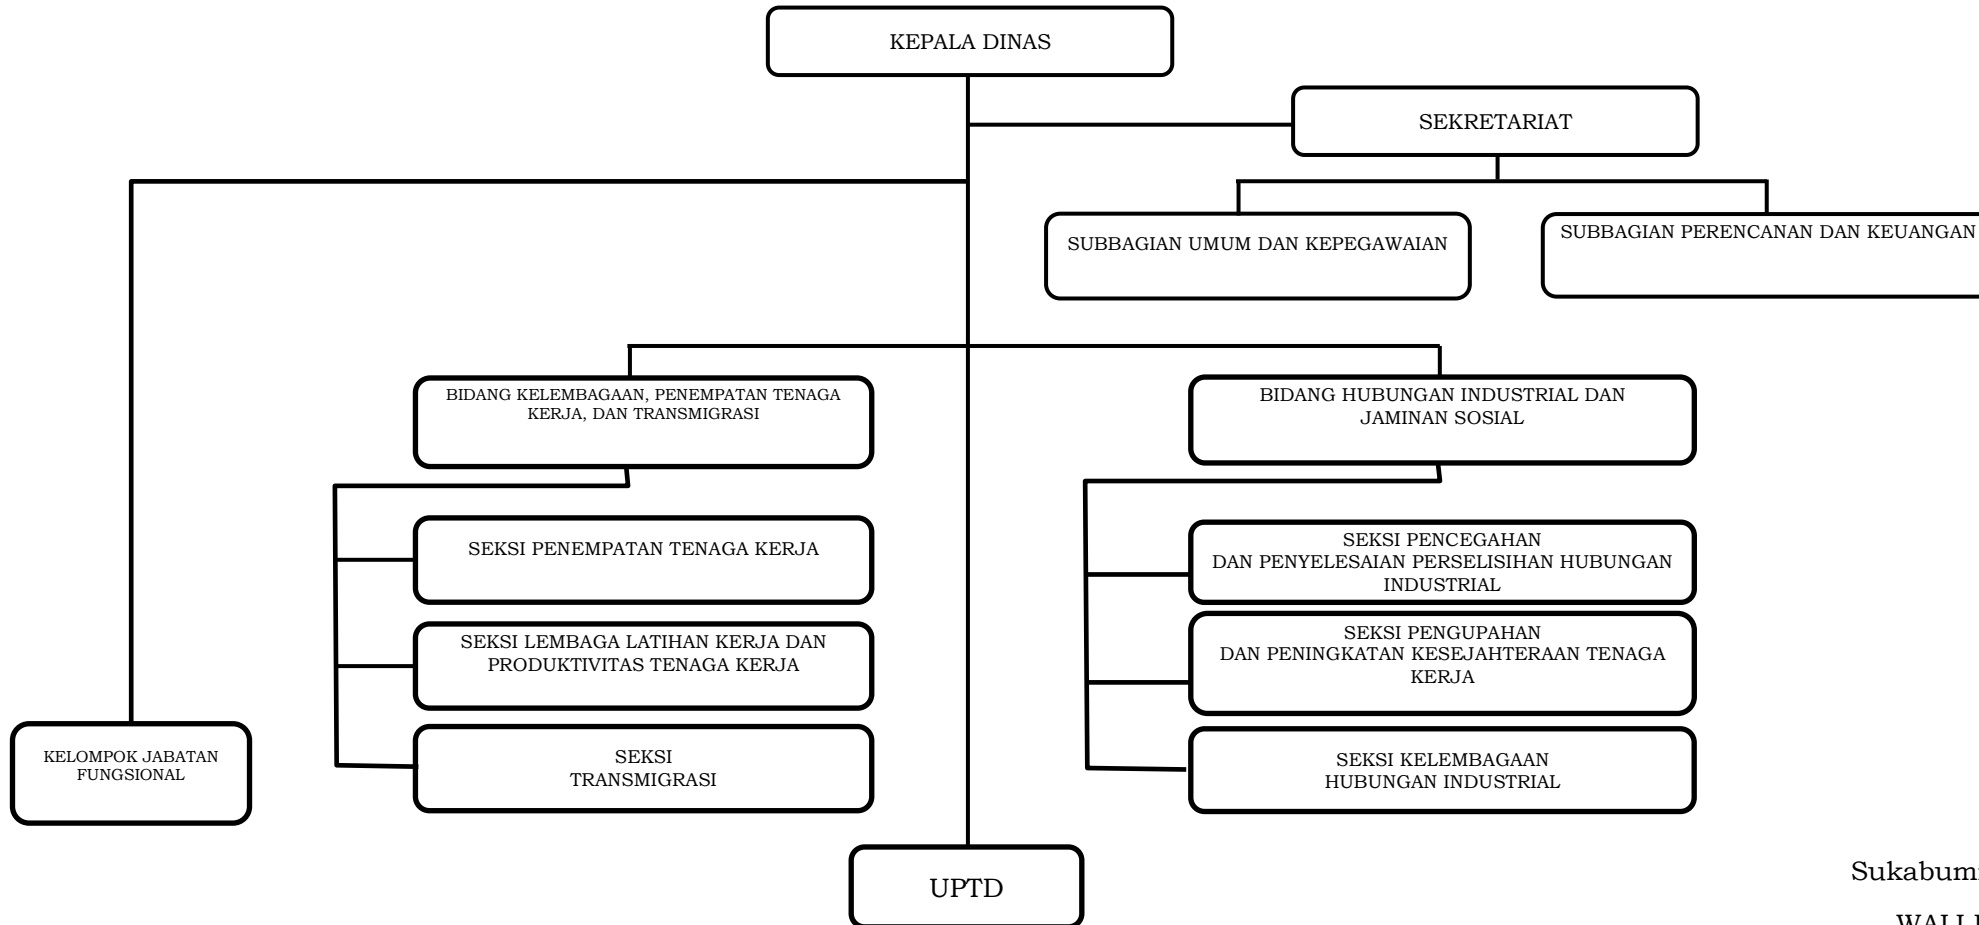 KEPALA DINAS
SEKRETARIAT
SUBBAGIAN UMUM DAN KEPEGAWAIAN
SUBBAGIAN PERENCANAN DAN KEUANGAN
BIDANG KELEMBAGAAN, PENEMPATAN TENAGA
KERJA, DAN TRANSMIGRASI
BIDANG HUBUNGAN INDUSTRIAL DAN
JAMINAN SOSIAL
SEKSI PENEMPATAN TENAGA KERJA
SEKSI LEMBAGA LATIHAN KERJA DAN
PRODUKTIVITAS TENAGA KERJA
SEKSI
TRANSMIGRASI
SEKSI PENCEGAHAN
DAN PENYELESAIAN PERSELISIHAN HUBUNGAN
INDUSTRIAL
SEKSI PENGUPAHAN
DAN PENINGKATAN KESEJAHTERAAN TENAGA
KERJA
SEKSI KELEMBAGAAN
HUBUNGAN INDUSTRIAL
KELOMPOK JABATAN
FUNGSIONAL
UPTD